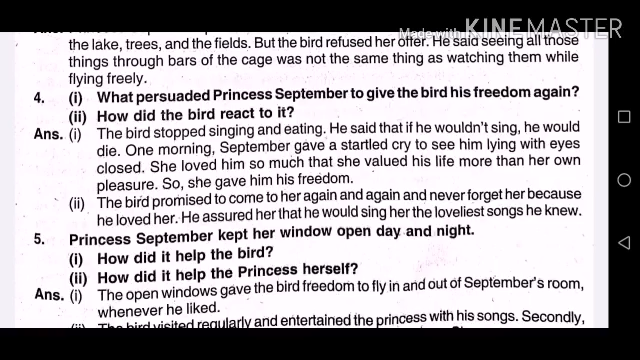 Made with KINEMASTER
the lake, trees, and the fields. But the bird refused her offer. He said seeing all those
things through bars of the cage was not the same thing as watching them while
flying freely.
4. (i) What persuaded Princess September to give the bird his freedom again?
(ii) How did the bird react to it?
Ans. (i) The bird stopped singing and eating. He said that if he wouldn't sing, he would
die. One morning, September gave a startled cry to see him lying with eyes
closed. She loved him so much that she valued his life more than her own
pleasure. So, she gave him his freedom.
(ii) The bird promised to come to her again and again and never forget her because
he loved her. He assured her that he would sing her the loveliest songs he knew.
5. Princess September kept her window open day and night.
(i) How did it help the bird?
(ii) How did it help the Princess herself?
Ans. (i) The open windows gave the bird freedom to fly in and out of September's room,
whenever he liked.
(ii) The bird visited regularly and entertained the princess with his songs. Secondly,